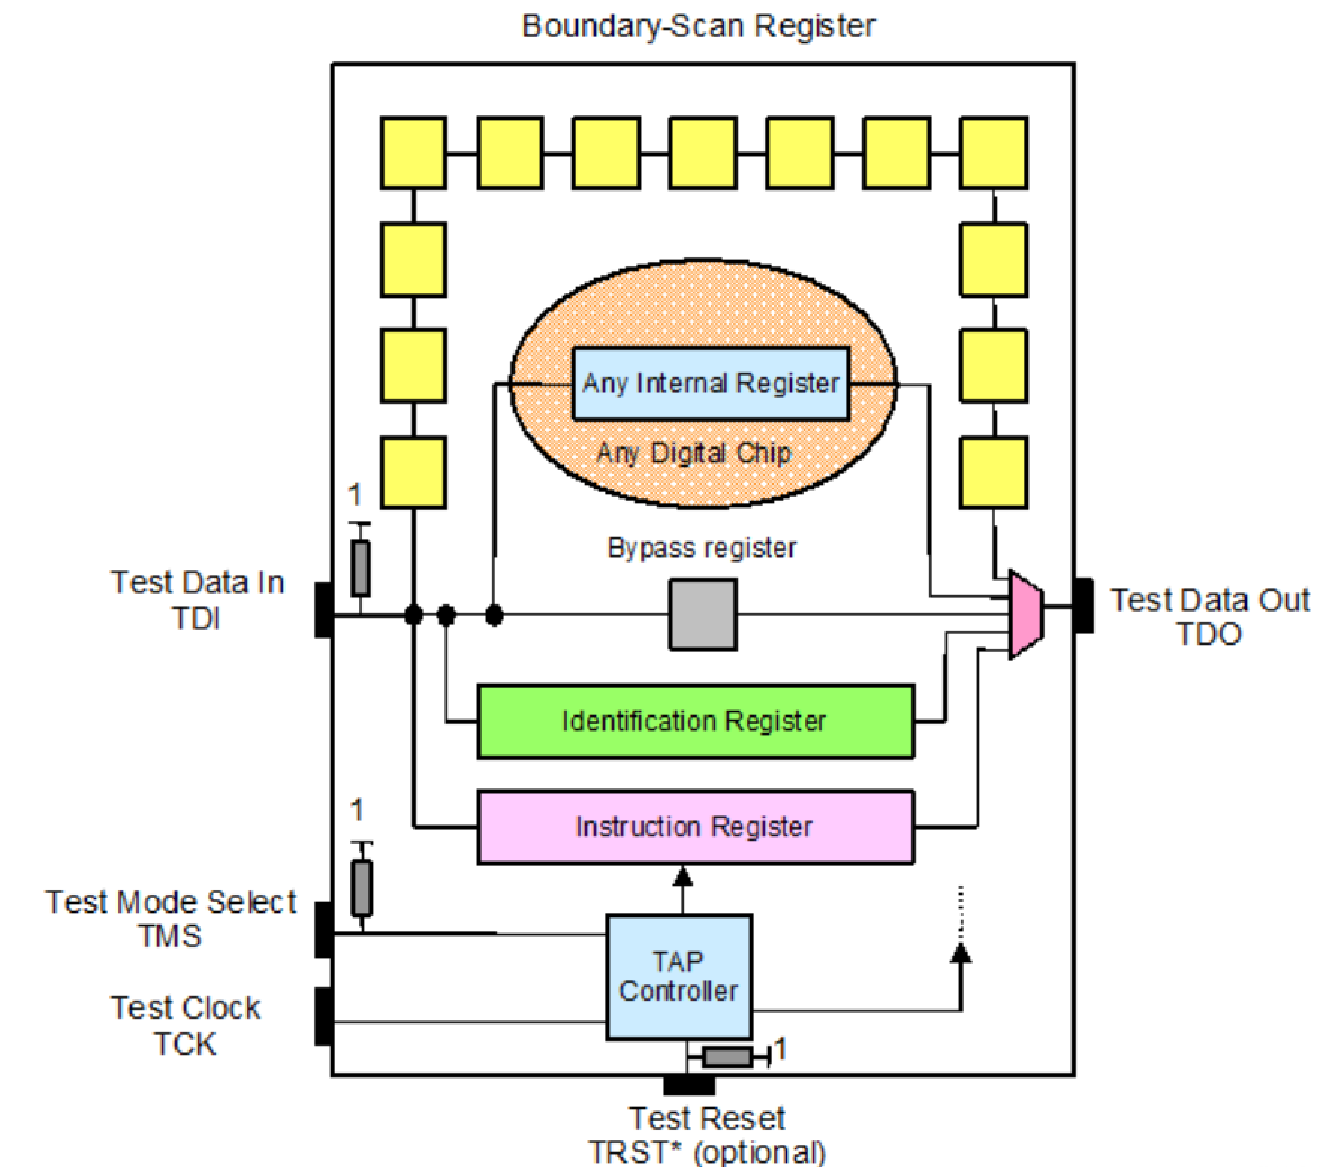 Boundary-Scan Register
Any Internal Register
Any Digital Chip
1
Bypass register
Test Data In
TDI
Test Data Out
TDO
Identification Register
1
Instruction Register
Test Mode Select
TMS
TAP
Controller
Test Clock
TCK
1
Test Reset
TRST* (optional)